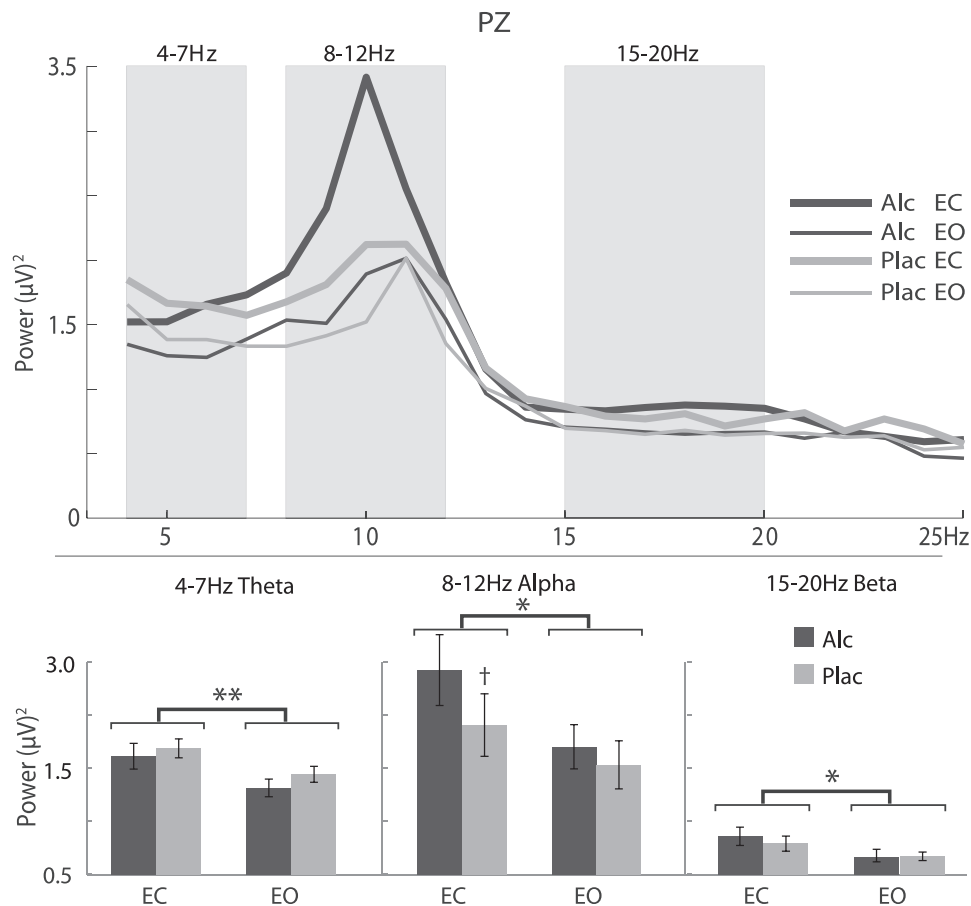 PZ
4-7Hz 8-12Hz 15-20Hz
3.5
Alc EC
Alc EO
Plac EC
Plac EO
Power (μV)²
1.5
0
5 10 15 20 25Hz
4-7Hz Theta 8-12Hz Alpha 15-20Hz Beta
*
Alc
Plac
3.0
†
**
Power (μV)²
1.5
*
0.5
EC EO EC EO EC EO